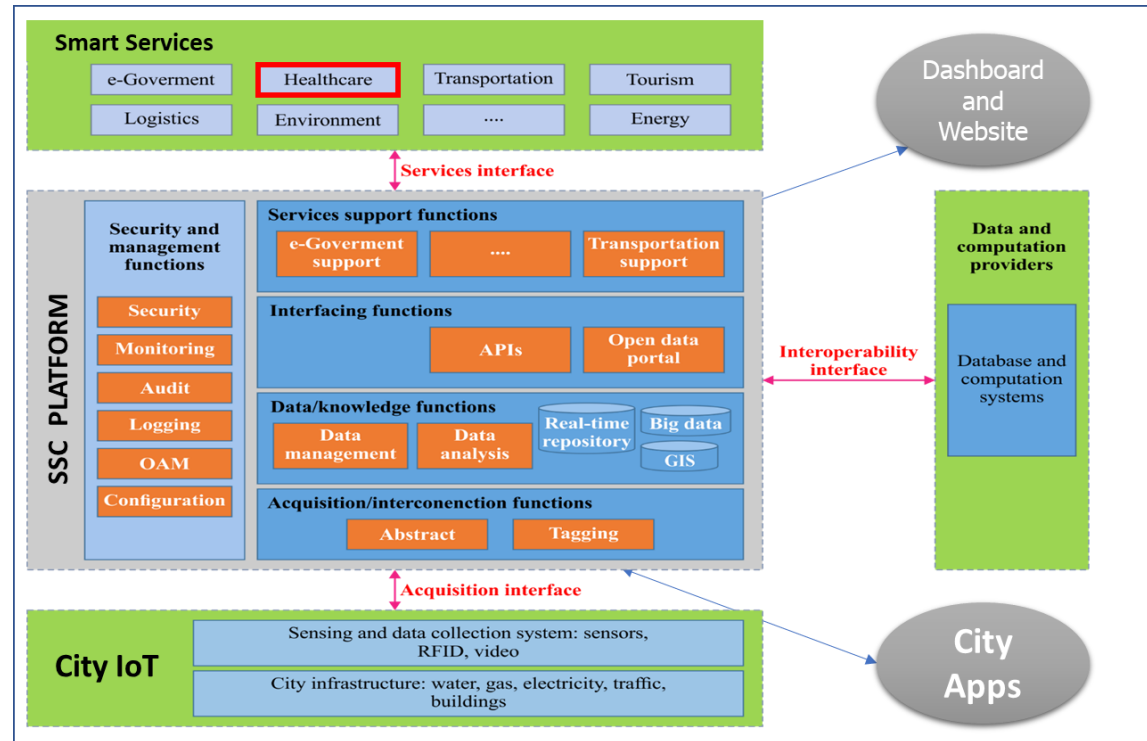 Smart Services
e-Goverment
Healthcare
Transportation
Tourism
Logistics
Environment
....
Energy
Services interface
Dashboard
and
Website
SSC PLATFORM
Security and
management
functions
Security
Monitoring
Audit
Logging
OAM
Configuration
Services support functions
e-Goverment
support
....
Transportation
support
Interfacing functions
APIs
Open data
portal
Data/knowledge functions
Data
management
Data
analysis
Real-time
repository
Big data
GIS
Acquisition/interconenction functions
Abstract
Tagging
Interoperability
interface
Data and
computation
providers
Database and
computation
systems
Acquisition interface
City IoT
Sensing and data collection system: sensors,
RFID, video
City infrastructure: water, gas, electricity, traffic,
buildings
City
Apps